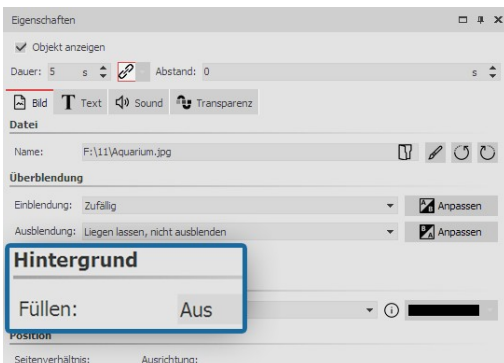 Eigenschaften
Objekt anzeigen
Dauer: 5 s Abstand: 0 s
Bild Text Sound Transparenz
Datei
Name: F:\11\Aquarium.jpg
Überblendung
Einblendung: Zufällig Anpassen
Ausblendung: Liegen lassen, nicht ausblenden Anpassen
Hintergrund
Füllen: Aus
Position
Seitenverhältnis: Ausrichtung: